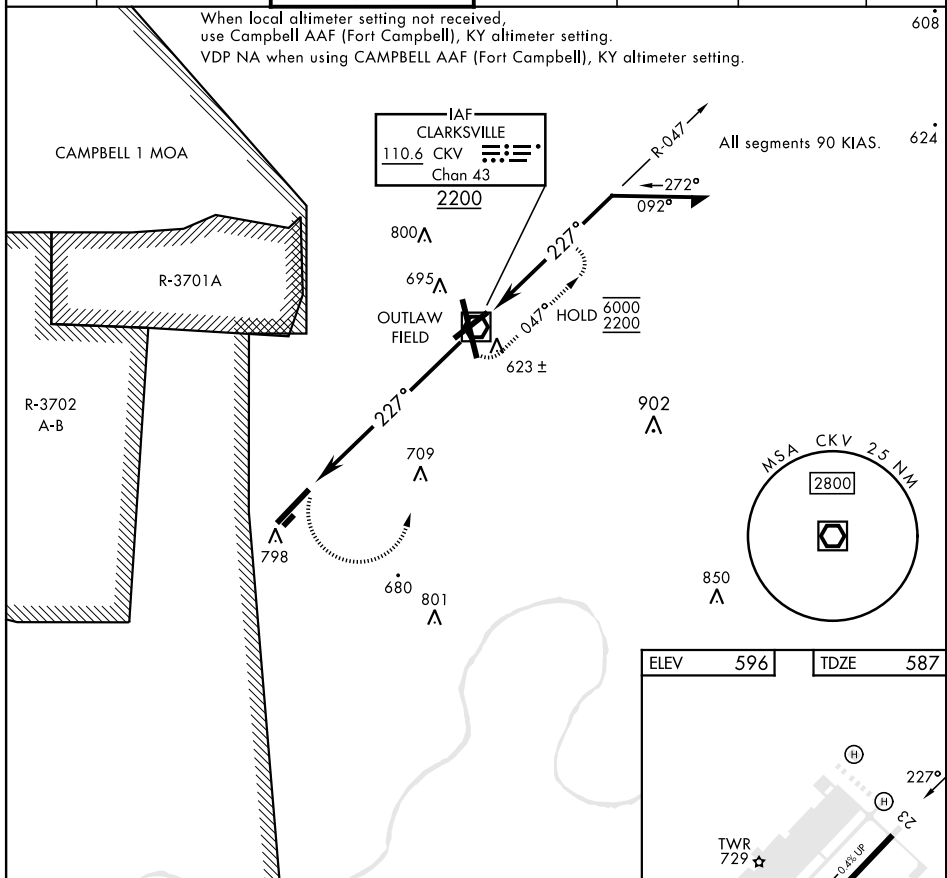 When local altimeter setting not received,
use Campbell AAF (Fort Campbell), KY altimeter setting.
VDP NA when using CAMPBELL AAF (Fort Campbell), KY altimeter setting.
608
IAF
CLARKSVILLE
110.6 CKV
Chan 43
2200
R-047
All segments 90 KIAS.
624
CAMPBELL 1 MOA
272°
092°
800
227°
R-3701A
695
OUTLAW
FIELD
047°
HOLD 6000
2200
623 ±
R-3702
A-B
227°
902
709
MSA CKV 25 NM
2800
798
680
801
850
ELEV 596
TDZE 587
H
227°
H
23
TWR
729
0.4% UP